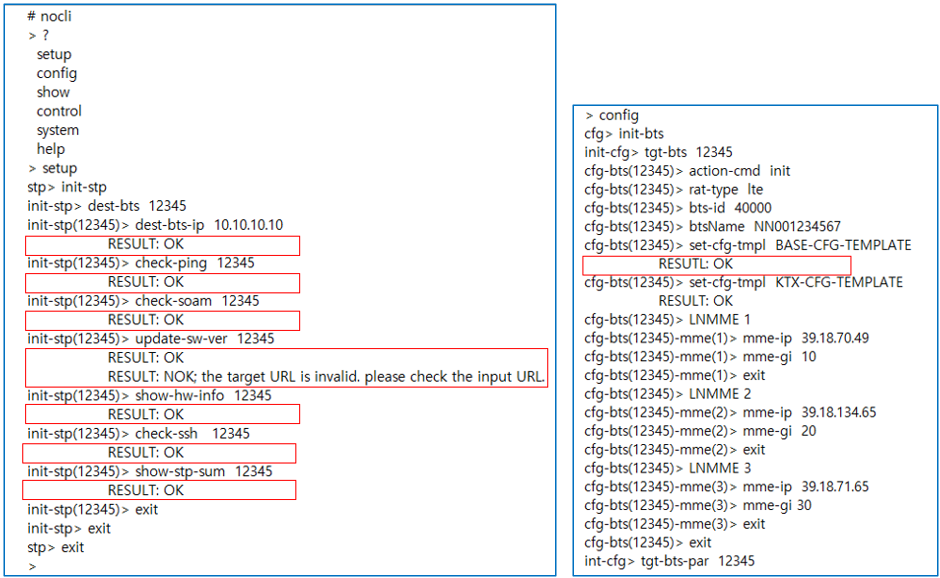 # nocli
> ?
setup
config
show
control
system
help
> setup
stp> init-stp
init-stp> dest-bts 12345
init-stp(12345)> dest-bts-ip 10.10.10.10
RESULT: OK
init-stp(12345)> check-ping 12345
RESULT: OK
init-stp(12345)> check-soam 12345
RESULT: OK
init-stp(12345)> update-sw-ver 12345
RESULT: OK
RESULT: NOK; the target URL is invalid. please check the input URL.
init-stp(12345)> show-hw-info 12345
RESULT: OK
init-stp(12345)> check-ssh 12345
RESULT: OK
init-stp(12345)> show-stp-sum 12345
RESULT: OK
init-stp(12345)> exit
init-stp> exit
stp> exit
>
> config
cfg> init-bts
init-cfg> tgt-bts 12345
cfg-bts(12345)> action-cmd init
cfg-bts(12345)> rat-type lte
cfg-bts(12345)> bts-id 40000
cfg-bts(12345)> btsName NN001234567
cfg-bts(12345)> set-cfg-tmpl BASE-CFG-TEMPLATE
RESUTL: OK
cfg-bts(12345)> set-cfg-tmpl KTX-CFG-TEMPLATE
RESULT: OK
cfg-bts(12345)> LNMME 1
cfg-bts(12345)-mme(1)> mme-ip 39.18.70.49
cfg-bts(12345)-mme(1)> mme-gi 10
cfg-bts(12345)-mme(1)> exit
cfg-bts(12345)> LNMME 2
cfg-bts(12345)-mme(2)> mme-ip 39.18.134.65
cfg-bts(12345)-mme(2)> mme-gi 20
cfg-bts(12345)-mme(2)> exit
cfg-bts(12345)> LNMME 3
cfg-bts(12345)-mme(3)> mme-ip 39.18.71.65
cfg-bts(12345)-mme(3)> mme-gi 30
cfg-bts(12345)-mme(3)> exit
cfg-bts(12345)> exit
int-cfg> tgt-bts-par 12345